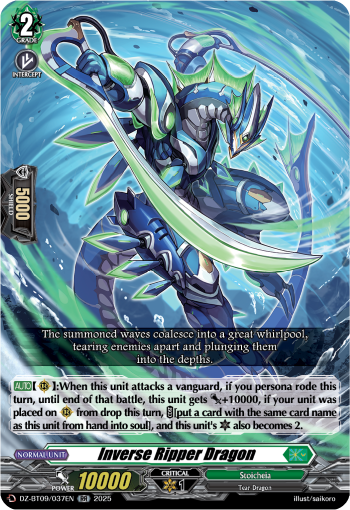 2
GRADE
INTERCEPT
5000
SHIELD
The summoned waves coalesce into a great whirlpool,
tearing enemies apart and plunging them
into the depths.
AUTO【 】:When this unit attacks a vanguard, if you persona rode this
turn, until end of that battle, this unit gets +10000, if your unit was
placed on from drop this turn, [put a card with the same card name
as this unit from hand into soul], and this unit's also becomes 2.
NORMAL UNIT
Inverse Ripper Dragon
POWER
10000
CRITICAL
1
Stoicheia
Tear Dragon
D
DZ-BT09/037EN RR 2025
illust/saikoro